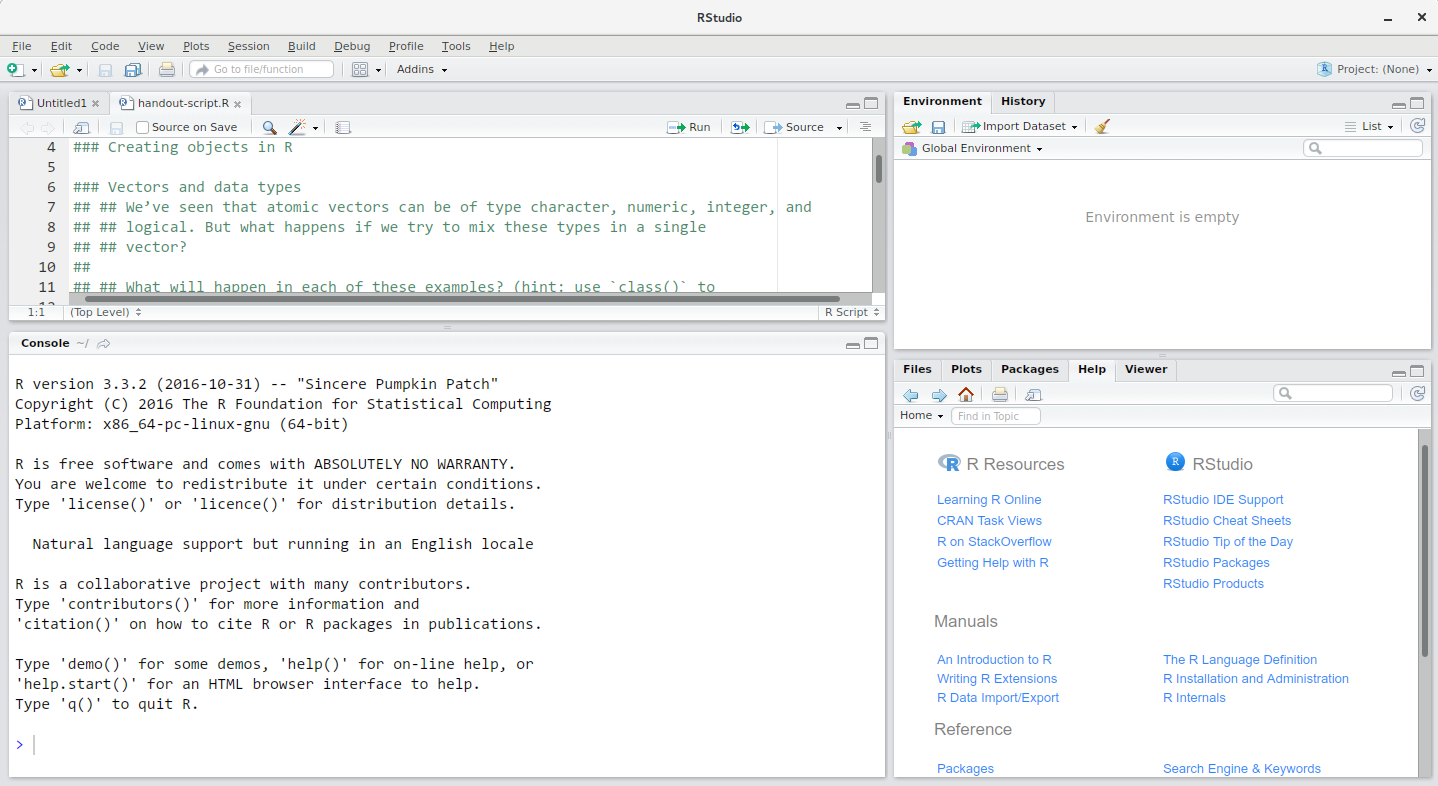 RStudio
File Edit Code View Plots Session Build Debug Profile Tools Help
Go to file/function Addins Project: (None)
Untitled1 handout-script.R
Source on Save Run Source
4 ### Creating objects in R
5
6 ### Vectors and data types
7 ## ## We’ve seen that atomic vectors can be of type character, numeric, integer, and
8 ## ## logical. But what happens if we try to mix these types in a single
9 ## ## vector?
10 ##
11 ## ## What will happen in each of these examples? (hint: use `class()` to
12
1:1 (Top Level) R Script
Console ~/
R version 3.3.2 (2016-10-31) -- "Sincere Pumpkin Patch"
Copyright (C) 2016 The R Foundation for Statistical Computing
Platform: x86_64-pc-linux-gnu (64-bit)
R is free software and comes with ABSOLUTELY NO WARRANTY.
You are welcome to redistribute it under certain conditions.
Type 'license()' or 'licence()' for distribution details.
Natural language support but running in an English locale
R is a collaborative project with many contributors.
Type 'contributors()' for more information and
'citation()' on how to cite R or R packages in publications.
Type 'demo()' for some demos, 'help()' for on-line help, or
'help.start()' for an HTML browser interface to help.
Type 'q()' to quit R.
>
Environment History
Import Dataset List
Global Environment
Environment is empty
Files Plots Packages Help Viewer
Home Find in Topic
R Resources
Learning R Online
CRAN Task Views
R on StackOverflow
Getting Help with R
RStudio
RStudio IDE Support
RStudio Cheat Sheets
RStudio Tip of the Day
RStudio Packages
RStudio Products
Manuals
An Introduction to R
Writing R Extensions
R Data Import/Export
The R Language Definition
R Installation and Administration
R Internals
Reference
Packages
Search Engine & Keywords